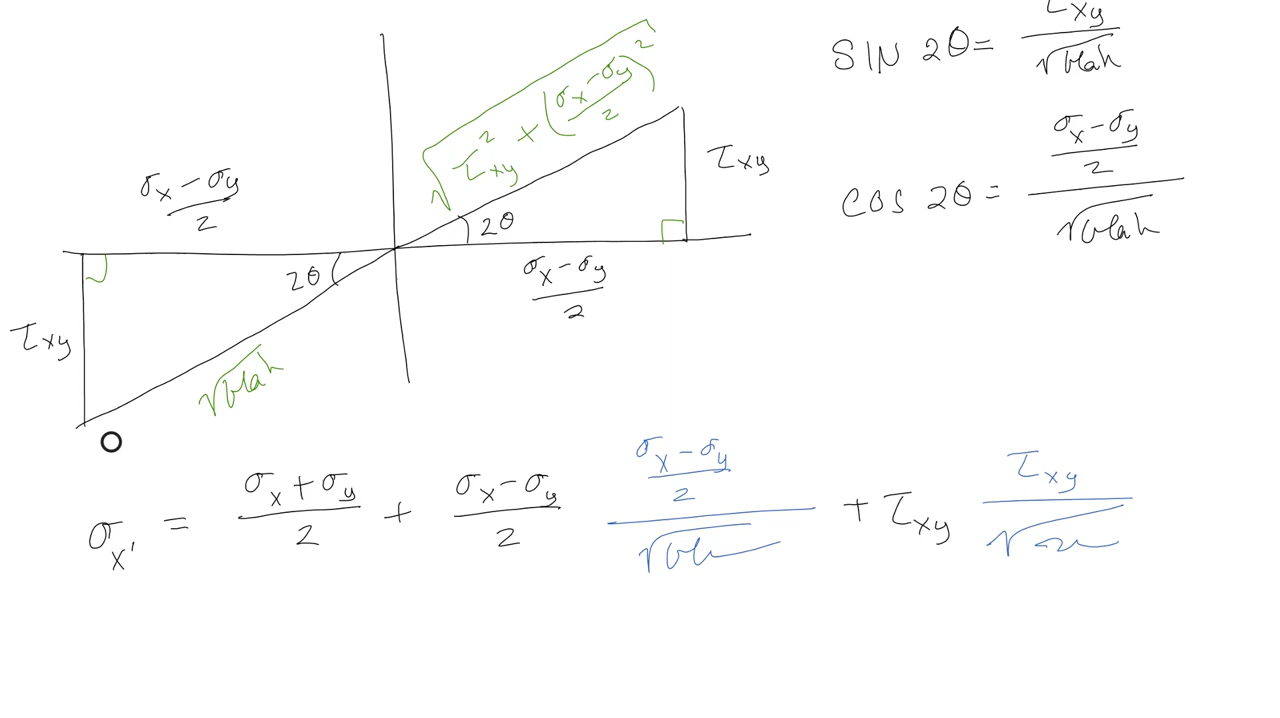 √(τxy² + ((σx − σy)/2)²)
SIN 2θ = τxy/√blah
τxy
(σx − σy)/2
2θ
COS 2θ = ((σx − σy)/2)/√blah
2θ
(σx − σy)/2
τxy
√blah
σx' = (σx + σy)/2 + (σx − σy)/2 ((σx − σy)/2)/√blah + τxy τxy/√